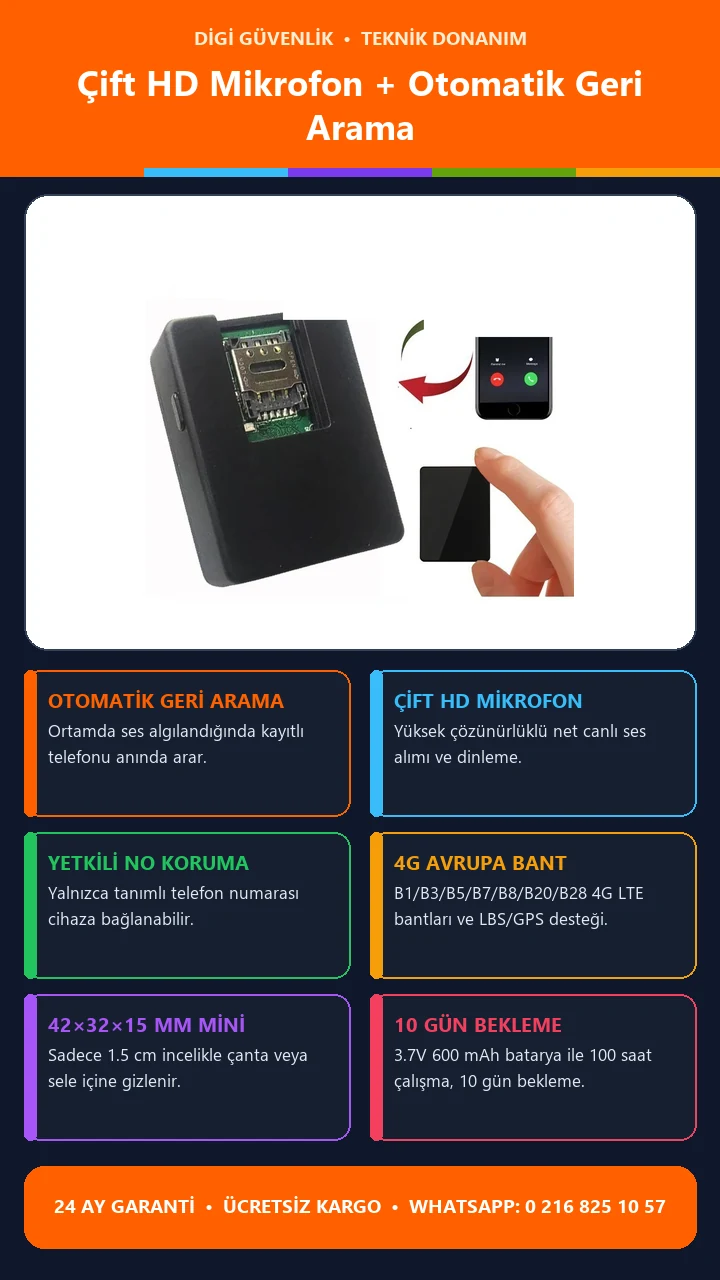 DİGİ GÜVENLİK • TEKNİK DONANIM
Çift HD Mikrofon + Otomatik Geri
Arama
OTOMATİK GERİ ARAMA
Ortamda ses algılandığında kayıtlı
telefonu anında arar.
ÇİFT HD MİKROFON
Yüksek çözünürlüklü net canlı ses
alımı ve dinleme.
YETKİLİ NO KORUMA
Yalnızca tanımlı telefon numarası
cihaza bağlanabilir.
4G AVRUPA BANT
B1/B3/B5/B7/B8/B20/B28 4G LTE
bantları ve LBS/GPS desteği.
42×32×15 MM MİNİ
Sadece 1.5 cm incelikle çanta veya
sele içine gizlenir.
10 GÜN BEKLEME
3.7V 600 mAh batarya ile 100 saat
çalışma, 10 gün bekleme.
24 AY GARANTİ • ÜCRETSİZ KARGO • WHATSAPP: 0 216 825 10 57